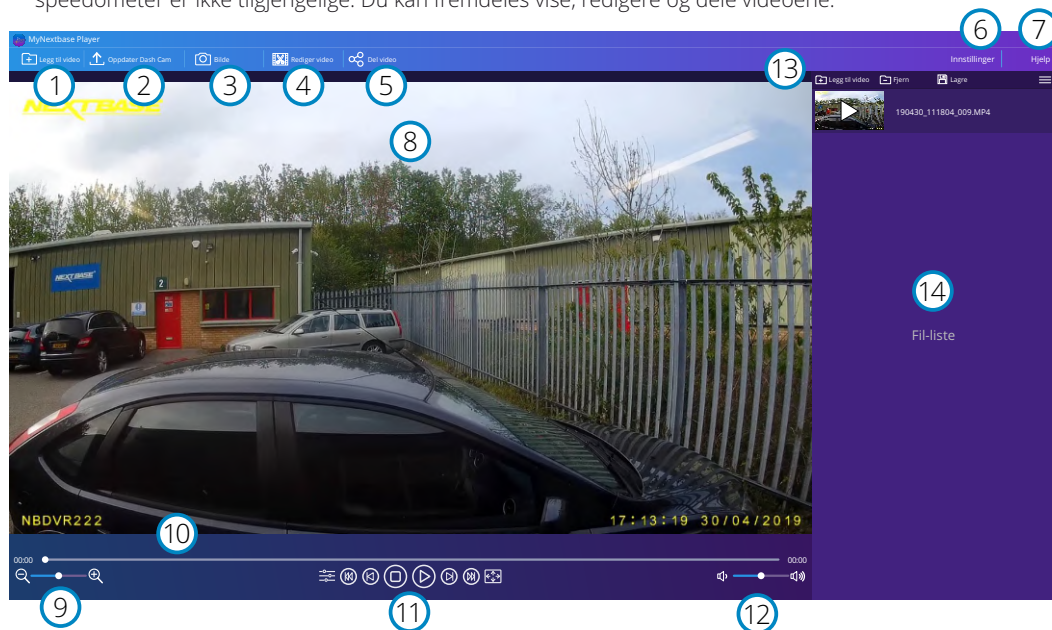 speedometer er ikke tilgjengelige. Du kan fremdeles vise, redigere og dele videoene.
6 7
MyNextbase Player
Legg til video Oppdater Dash Cam Bilde Rediger video Del video Innstillinger Hjelp
1 2 3 4 5 13
Legg til video Fjern Lagre
NEXTBASE
190430_111804_009.MP4
8
NEXTBASE
2
14
Fil-liste
NBDVR222 17:13:19 30/04/2019
10
00:00 00:00
9 11 12